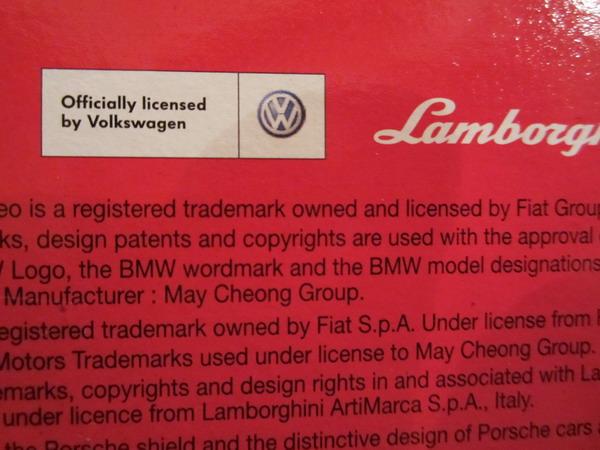 Officially licensed
by Volkswagen
VW
Lamborgh
eo is a registered trademark owned and licensed by Fiat Group
ks, design patents and copyrights are used with the approval
Logo, the BMW wordmark and the BMW model designations
Manufacturer : May Cheong Group.
egistered trademark owned by Fiat S.p.A. Under license from
Motors Trademarks used under license to May Cheong Group.
emarks, copyrights and design rights in and associated with La
under licence from Lamborghini ArtiMarca S.p.A., Italy.
the Porsche shield and the distinctive design of Porsche cars